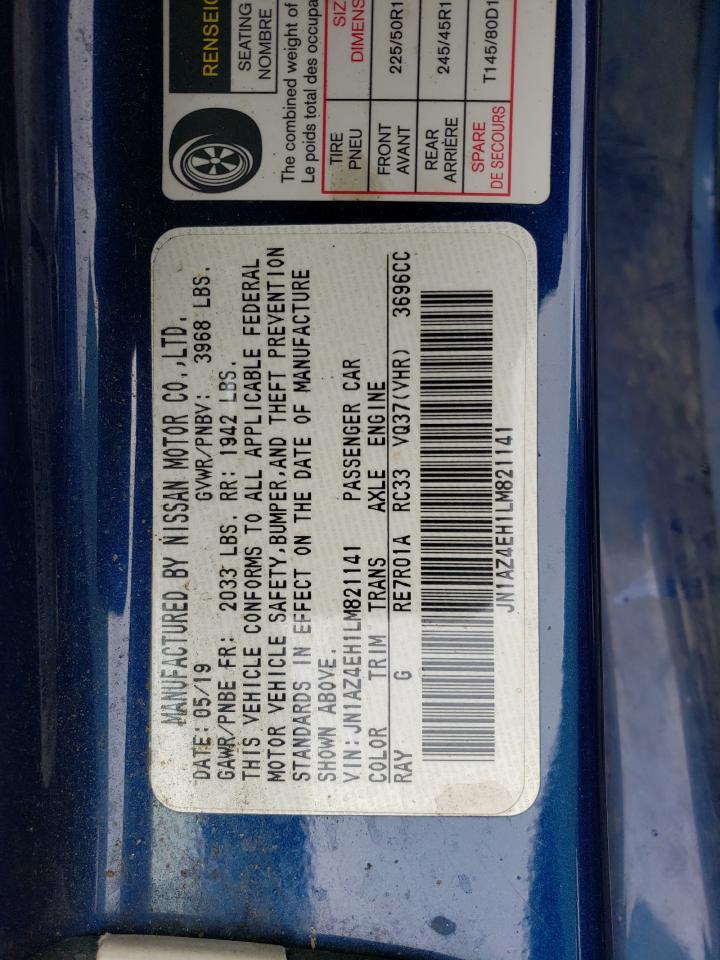 RENSEIG
SEATING
NOMBRE
The combined weight of
Le poids total des occupa
TIRE
PNEU
SIZ
DIMENS
FRONT
AVANT
225/50R1
REAR
ARRIÈRE
245/45R1
SPARE
DE SECOURS
T145/80D1
MANUFACTURED BY NISSAN MOTOR CO.,LTD.
DATE: 05/19 GVWR/PNBV: 3968 LBS.
GAWR/PNBE FR: 2033 LBS. RR: 1942 LBS.
THIS VEHICLE CONFORMS TO ALL APPLICABLE FEDERAL
MOTOR VEHICLE SAFETY,BUMPER,AND THEFT PREVENTION
STANDARDS IN EFFECT ON THE DATE OF MANUFACTURE
SHOWN ABOVE.
VIN: JN1AZ4EH1LM821141 PASSENGER CAR
COLOR TRIM TRANS AXLE ENGINE
RAY G RE7R01A RC33 VQ37(VHR) 3696CC
JN1AZ4EH1LM821141